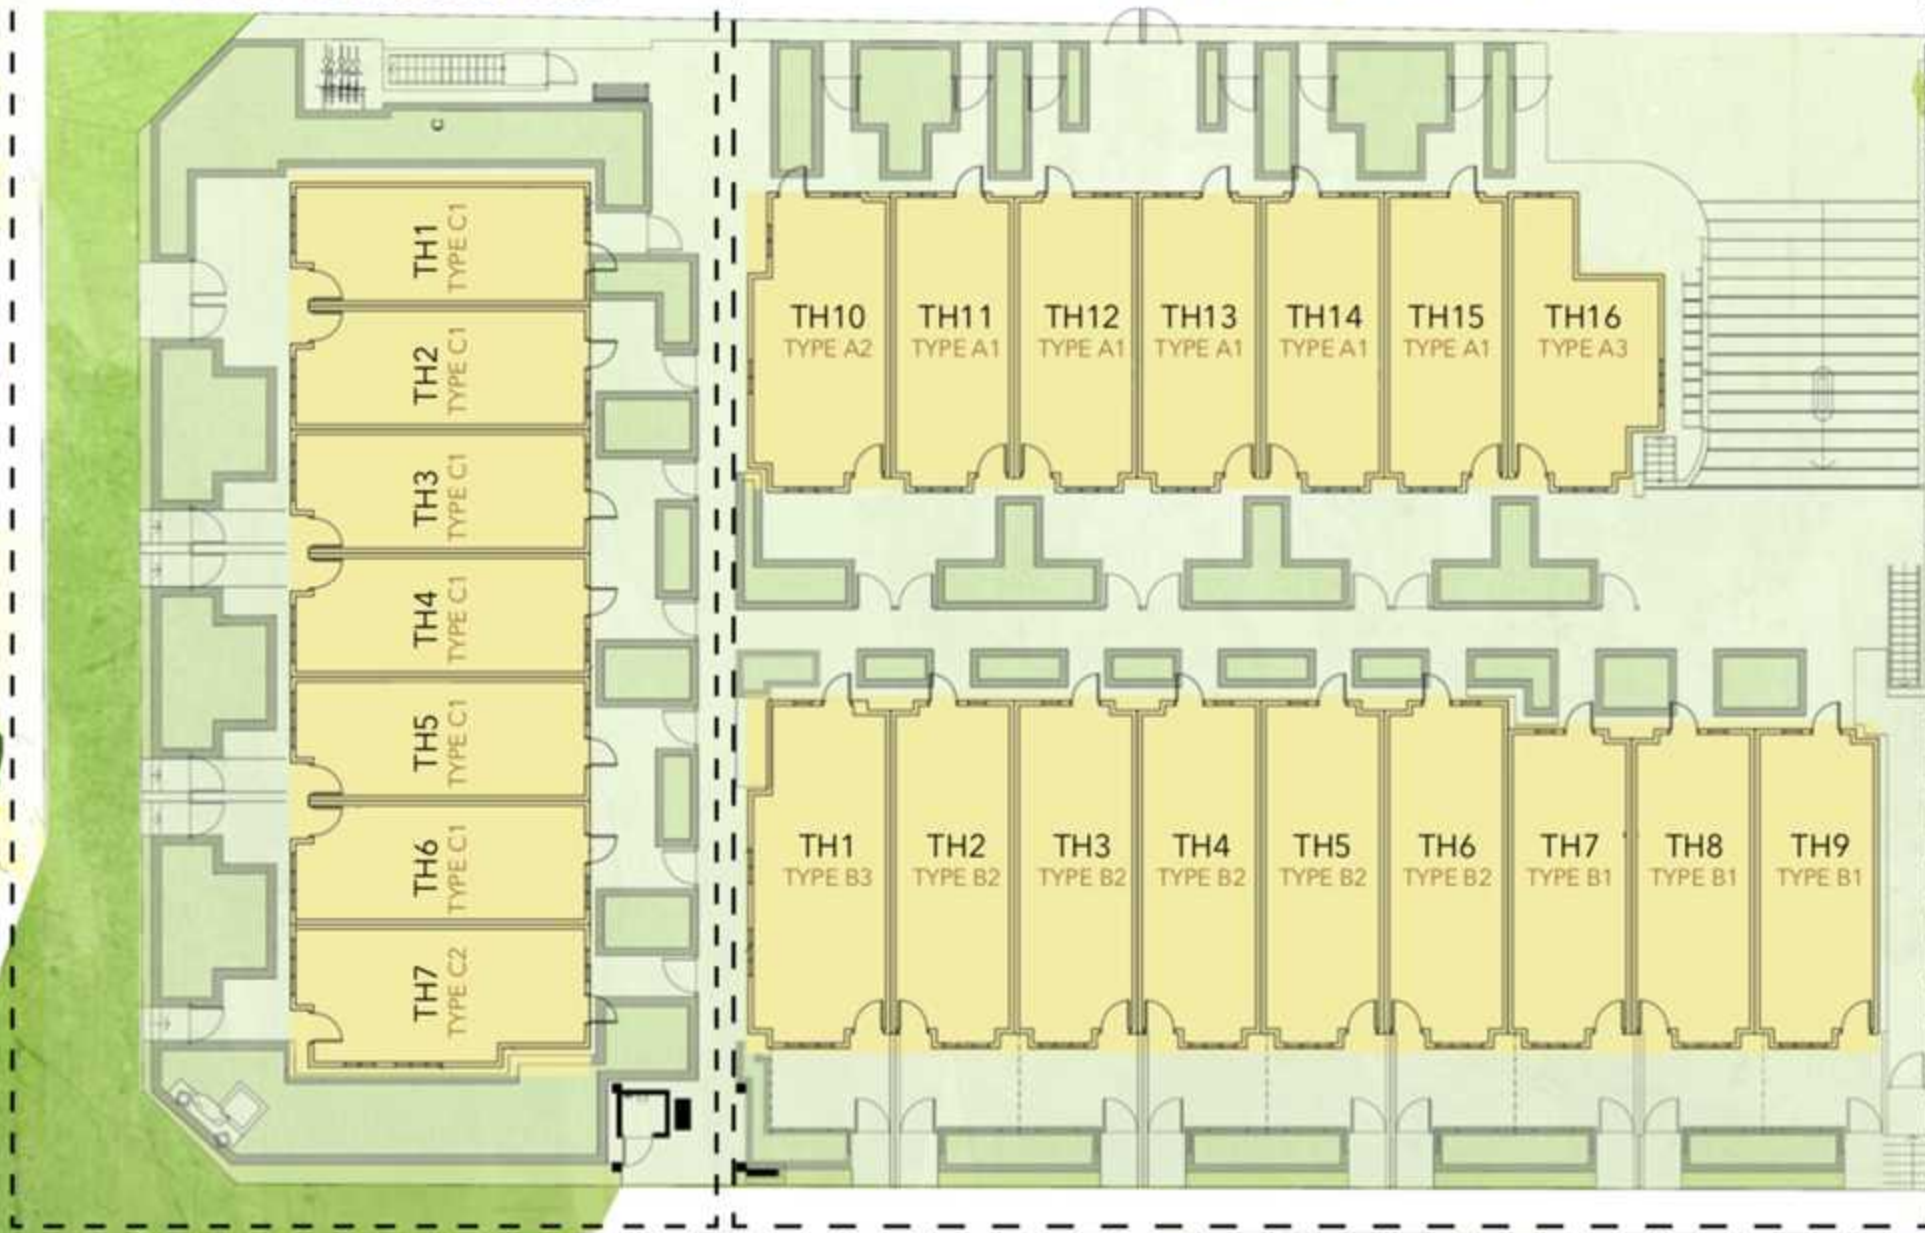 TH1
TYPE C1
TH2
TYPE C1
TH3
TYPE C1
TH4
TYPE C1
TH5
TYPE C1
TH6
TYPE C1
TH7
TYPE C2
TH10
TYPE A2
TH11
TYPE A1
TH12
TYPE A1
TH13
TYPE A1
TH14
TYPE A1
TH15
TYPE A1
TH16
TYPE A3
TH1
TYPE B3
TH2
TYPE B2
TH3
TYPE B2
TH4
TYPE B2
TH5
TYPE B2
TH6
TYPE B2
TH7
TYPE B1
TH8
TYPE B1
TH9
TYPE B1